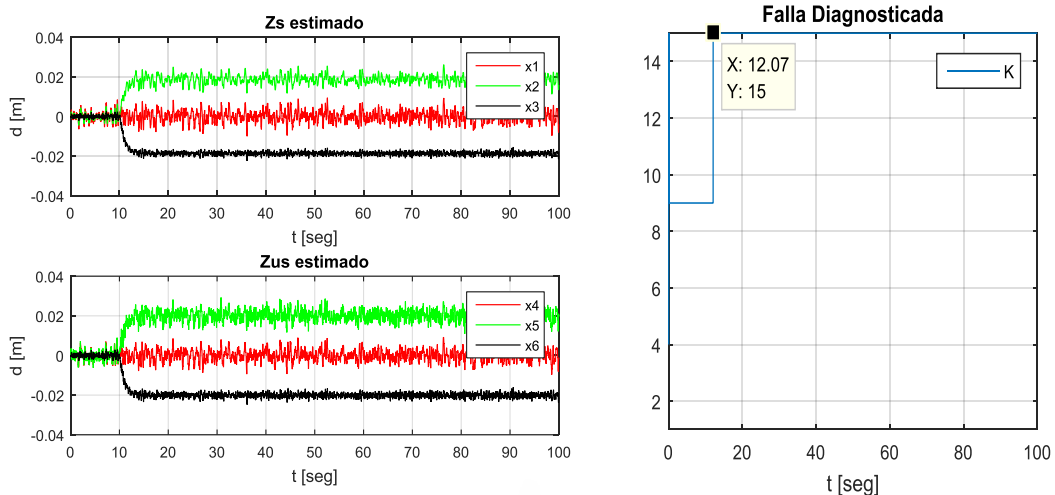 Zs estimado
0.04
0.02
0
-0.02
-0.04
d [m]
x1
x2
x3
0 10 20 30 40 50 60 70 80 90 100
t [seg]
Zus estimado
0.04
0.02
0
-0.02
-0.04
d [m]
x4
x5
x6
0 10 20 30 40 50 60 70 80 90 100
t [seg]
Falla Diagnosticada
14
12
10
8
6
4
2
X: 12.07
Y: 15
K
0 20 40 60 80 100
t [seg]